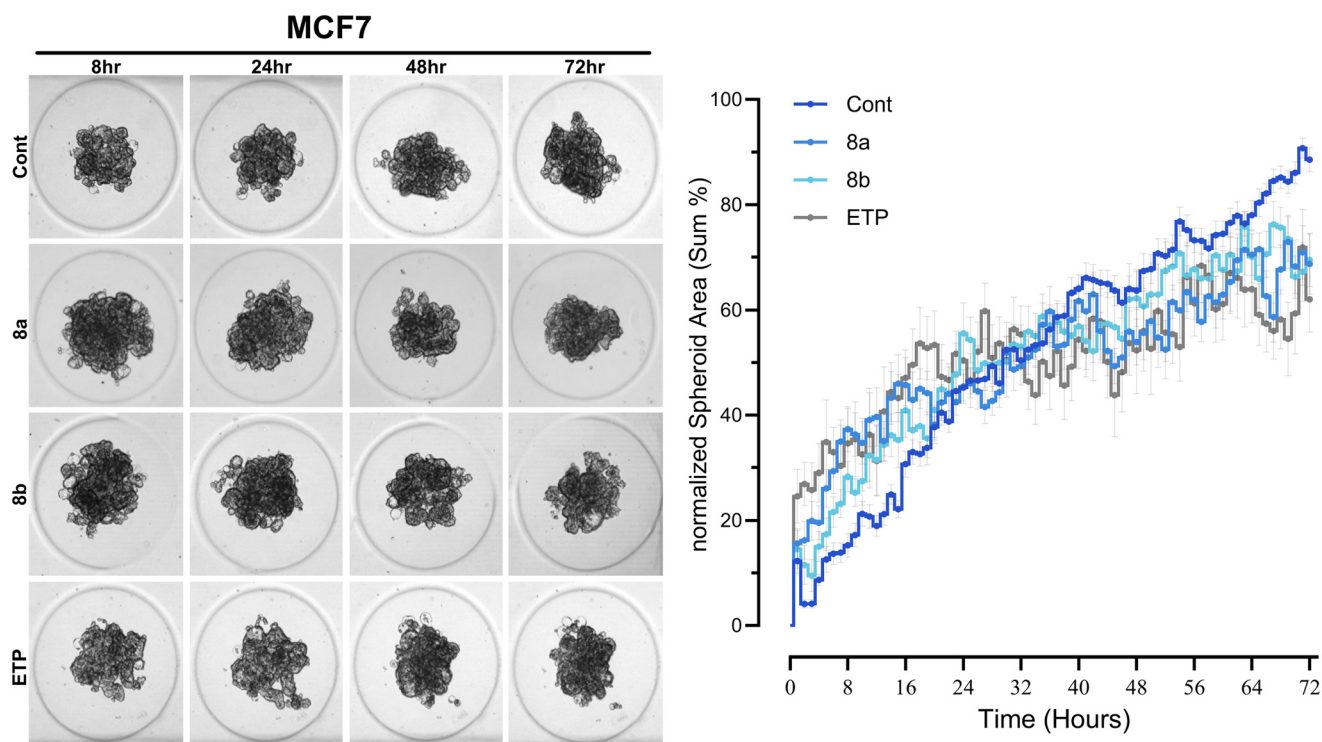 MCF7
8hr 24hr 48hr 72hr
Cont
8a
8b
ETP
normalized Spheroid Area (Sum %)
100
80
60
40
20
0
Cont
8a
8b
ETP
0 8 16 24 32 40 48 56 64 72
Time (Hours)